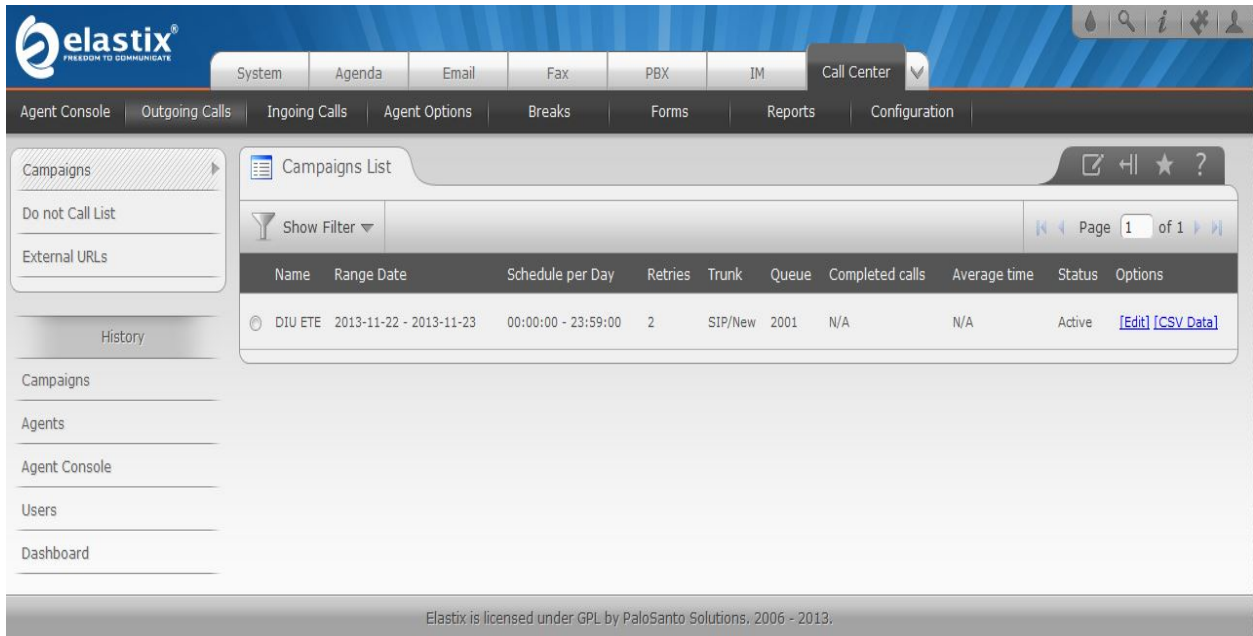 elastix®
FREEDOM TO COMMUNICATE
System Agenda Email Fax PBX IM Call Center
Agent Console Outgoing Calls Ingoing Calls Agent Options Breaks Forms Reports Configuration
Campaigns
Do not Call List
External URLs
History
Campaigns
Agents
Agent Console
Users
Dashboard
Campaigns List
Show Filter
Page 1 of 1
Name Range Date Schedule per Day Retries Trunk Queue Completed calls Average time Status Options
DIU ETE 2013-11-22 - 2013-11-23 00:00:00 - 23:59:00 2 SIP/New 2001 N/A N/A Active [Edit] [CSV Data]
Elastix is licensed under GPL by PaloSanto Solutions. 2006 - 2013.